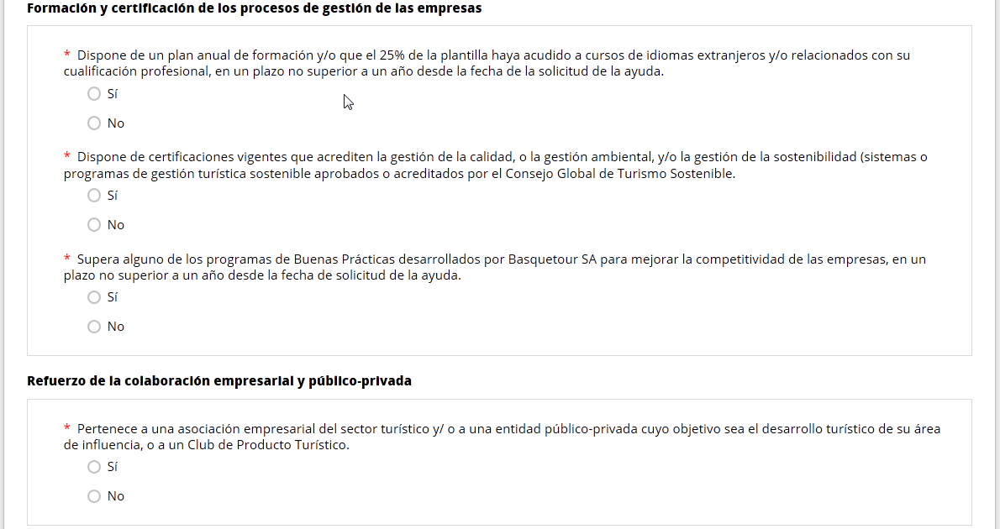 Formación y certificación de los procesos de gestión de las empresas
* Dispone de un plan anual de formación y/o que el 25% de la plantilla haya acudido a cursos de idiomas extranjeros y/o relacionados con su
cualificación profesional, en un plazo no superior a un año desde la fecha de la solicitud de la ayuda.
Sí
No
* Dispone de certificaciones vigentes que acrediten la gestión de la calidad, o la gestión ambiental, y/o la gestión de la sostenibilidad (sistemas o
programas de gestión turística sostenible aprobados o acreditados por el Consejo Global de Turismo Sostenible.
Sí
No
* Supera alguno de los programas de Buenas Prácticas desarrollados por Basquetour SA para mejorar la competitividad de las empresas, en un
plazo no superior a un año desde la fecha de solicitud de la ayuda.
Sí
No
Refuerzo de la colaboración empresarial y público-privada
* Pertenece a una asociación empresarial del sector turístico y/ o a una entidad público-privada cuyo objetivo sea el desarrollo turístico de su área
de influencia, o a un Club de Producto Turístico.
Sí
No